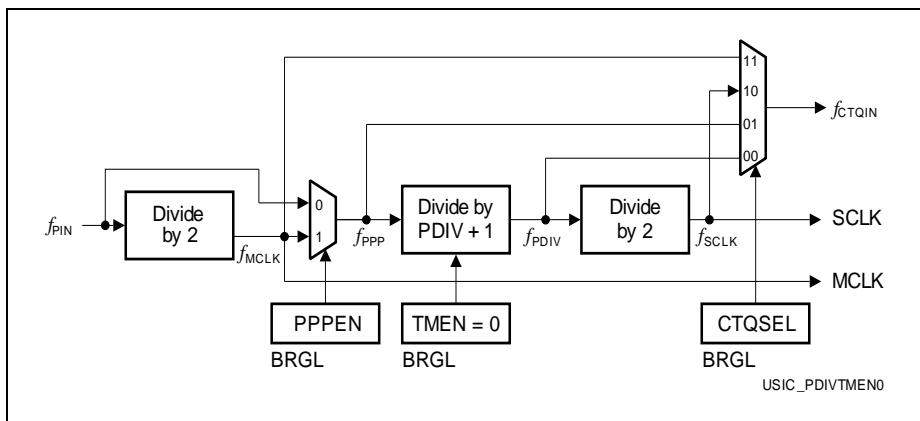 11
10
01
00
fCTQIN
fPIN
Divide
by 2
fMCLK
0
1
fPPP
Divide by
PDIV + 1
fPDIV
Divide
by 2
fSCLK
SCLK
MCLK
PPPEN
TMEN = 0
CTQSEL
BRGL
BRGL
BRGL
USIC_PDIVTMEN0